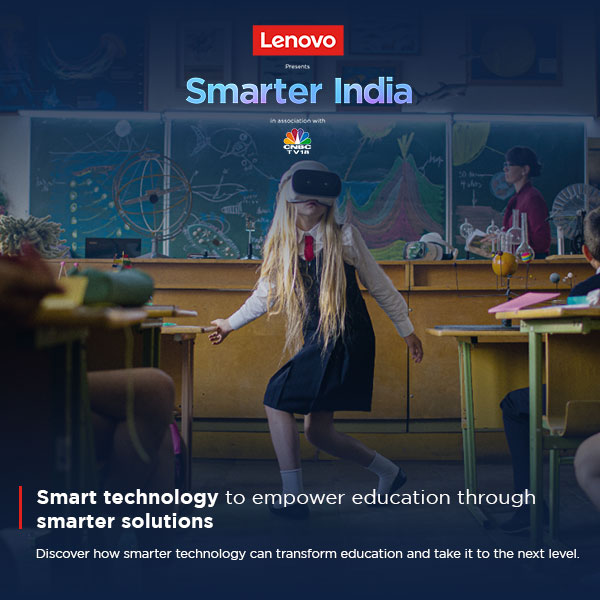 Lenovo
Presents
Smarter India
in association with
CNBC
TV18
Smart technology to empower education through
smarter solutions
Discover how smarter technology can transform education and take it to the next level.